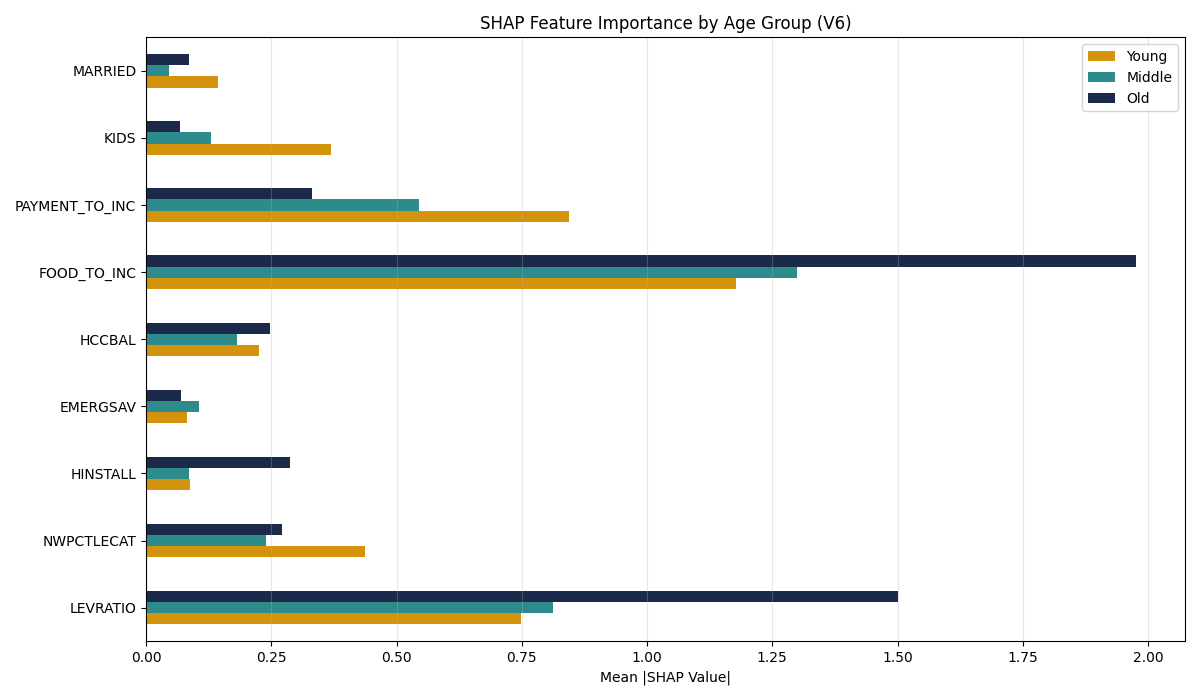 SHAP Feature Importance by Age Group (V6)
Young
Middle
Old
MARRIED
KIDS
PAYMENT_TO_INC
FOOD_TO_INC
HCCBAL
EMERGSAV
HINSTALL
NWPCTLECAT
LEVRATIO
0.00 0.25 0.50 0.75 1.00 1.25 1.50 1.75 2.00
Mean |SHAP Value|